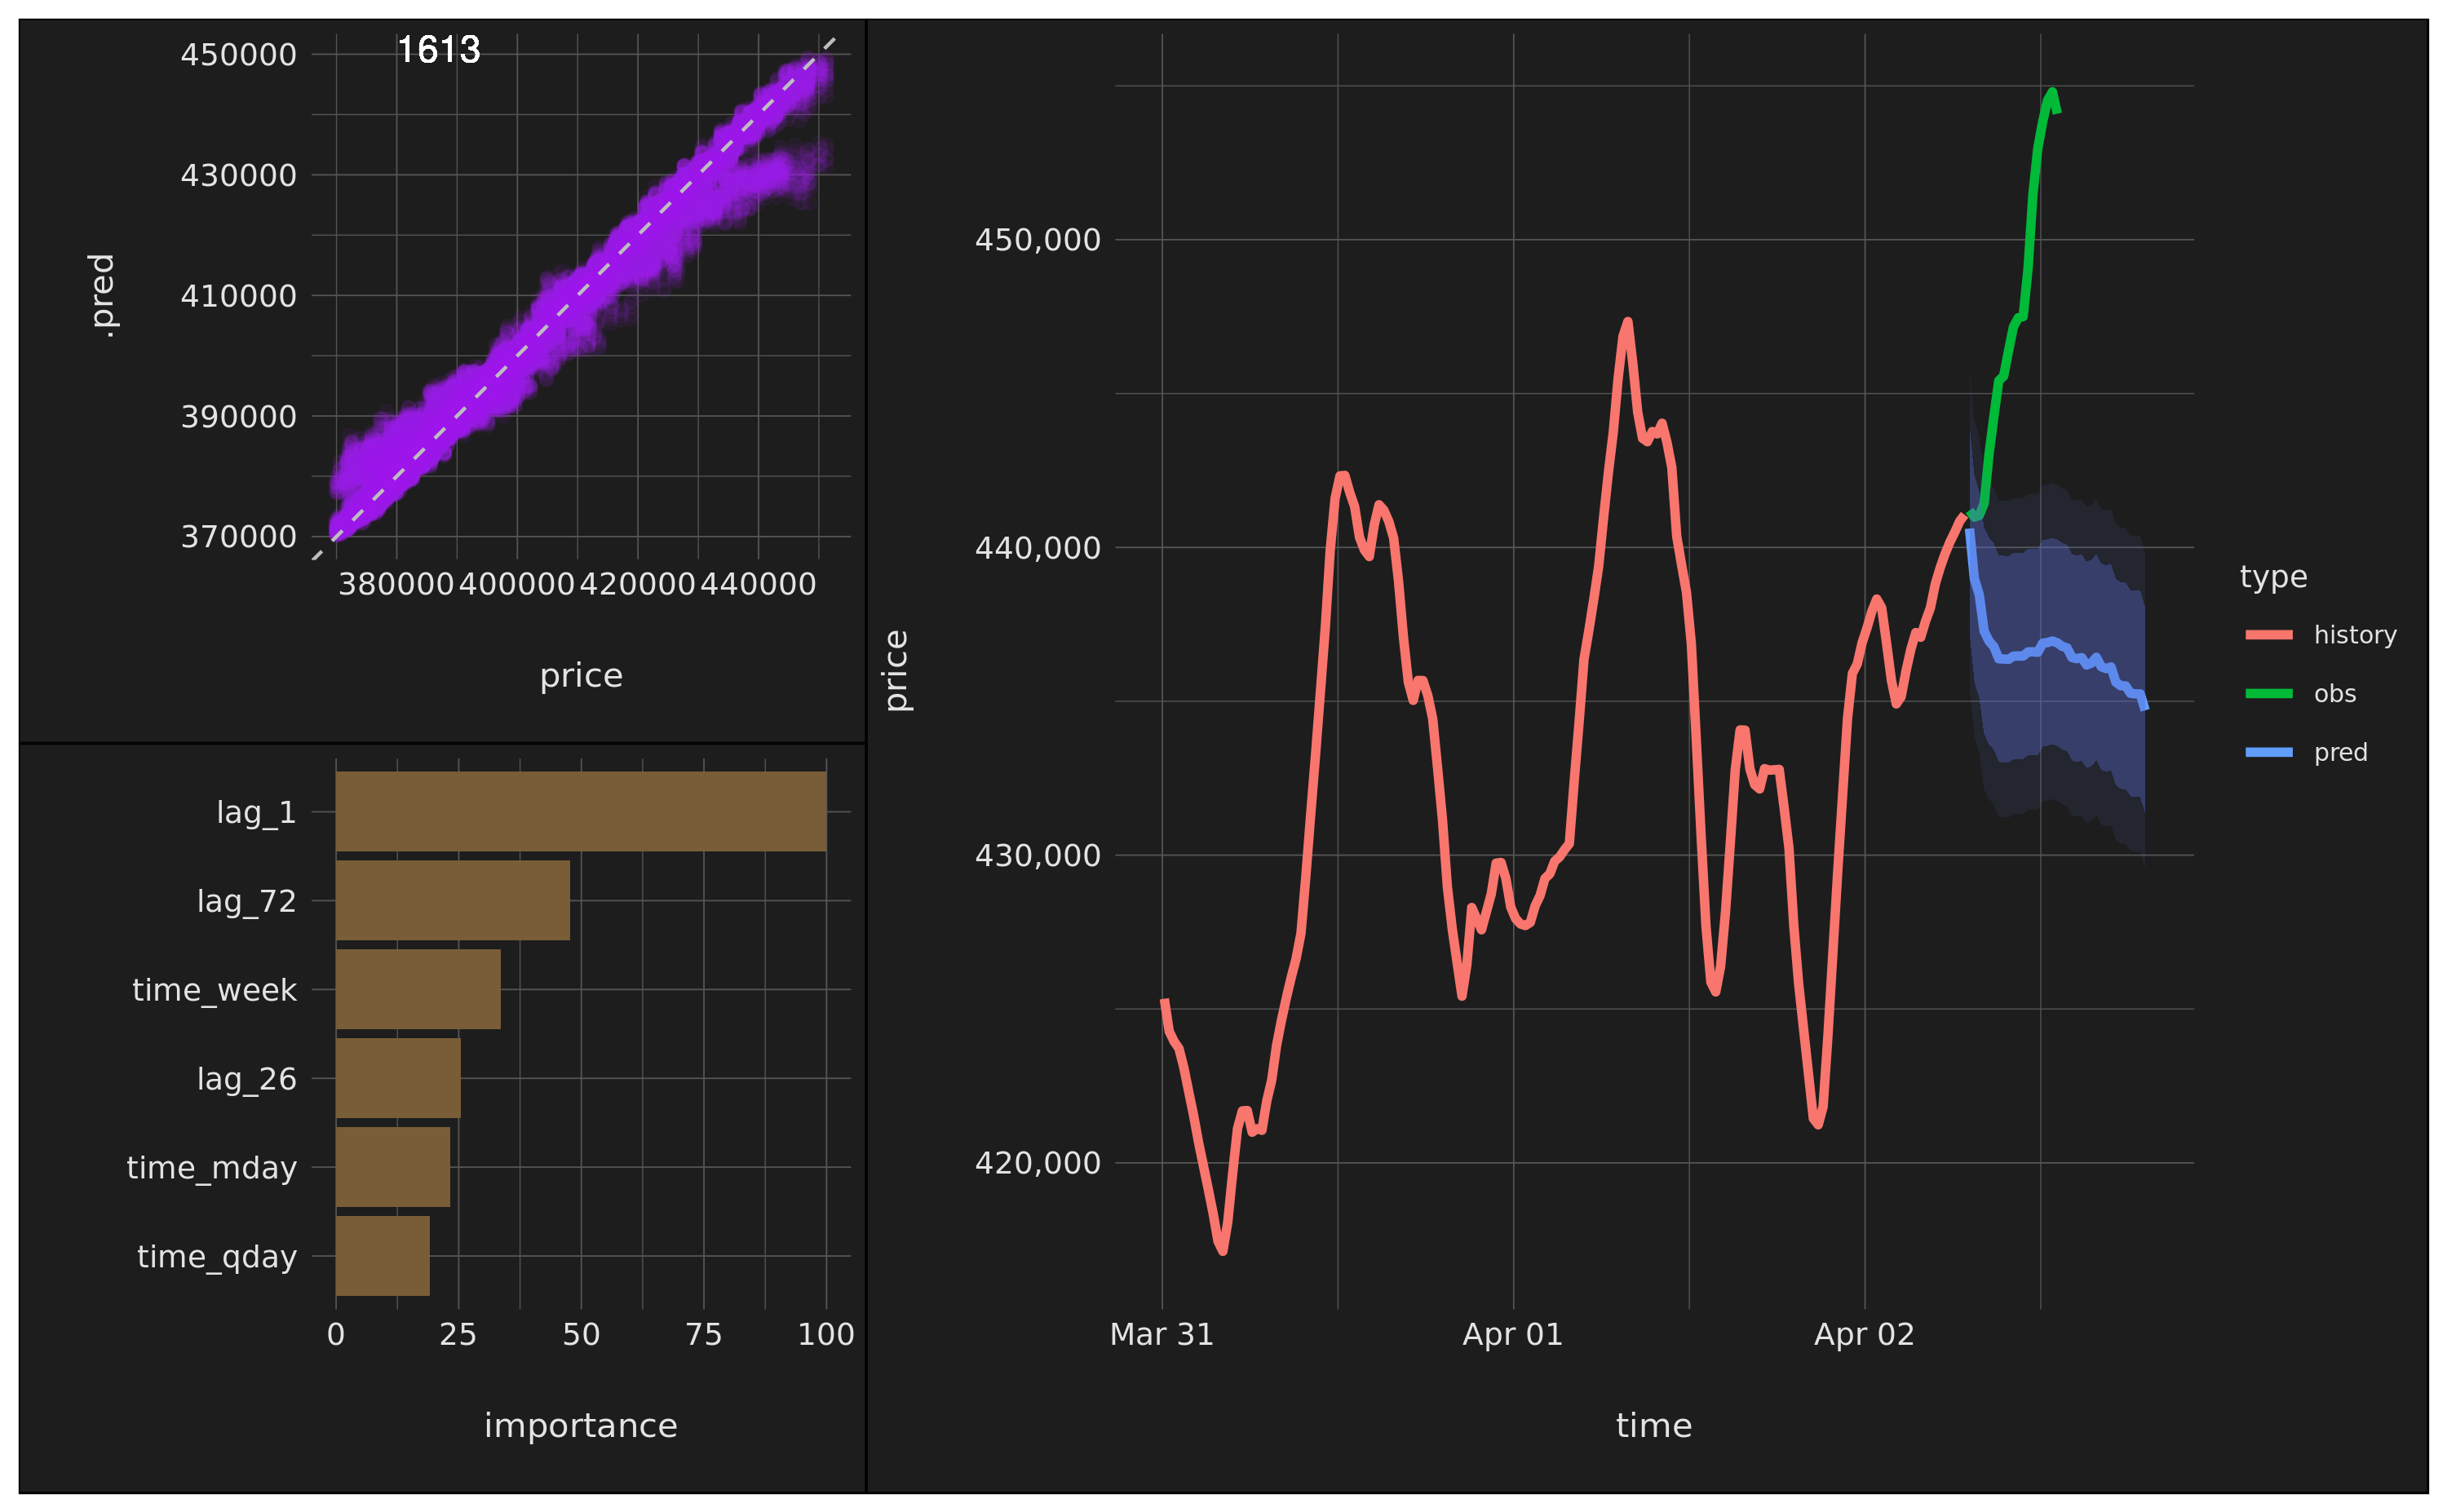 1613
450000
430000
410000
390000
370000
.pred
380000 400000 420000 440000
price
lag_1
lag_72
time_week
lag_26
time_mday
time_qday
0 25 50 75 100
importance
450,000
440,000
430,000
420,000
price
Mar 31 Apr 01 Apr 02
time
type
history
obs
pred